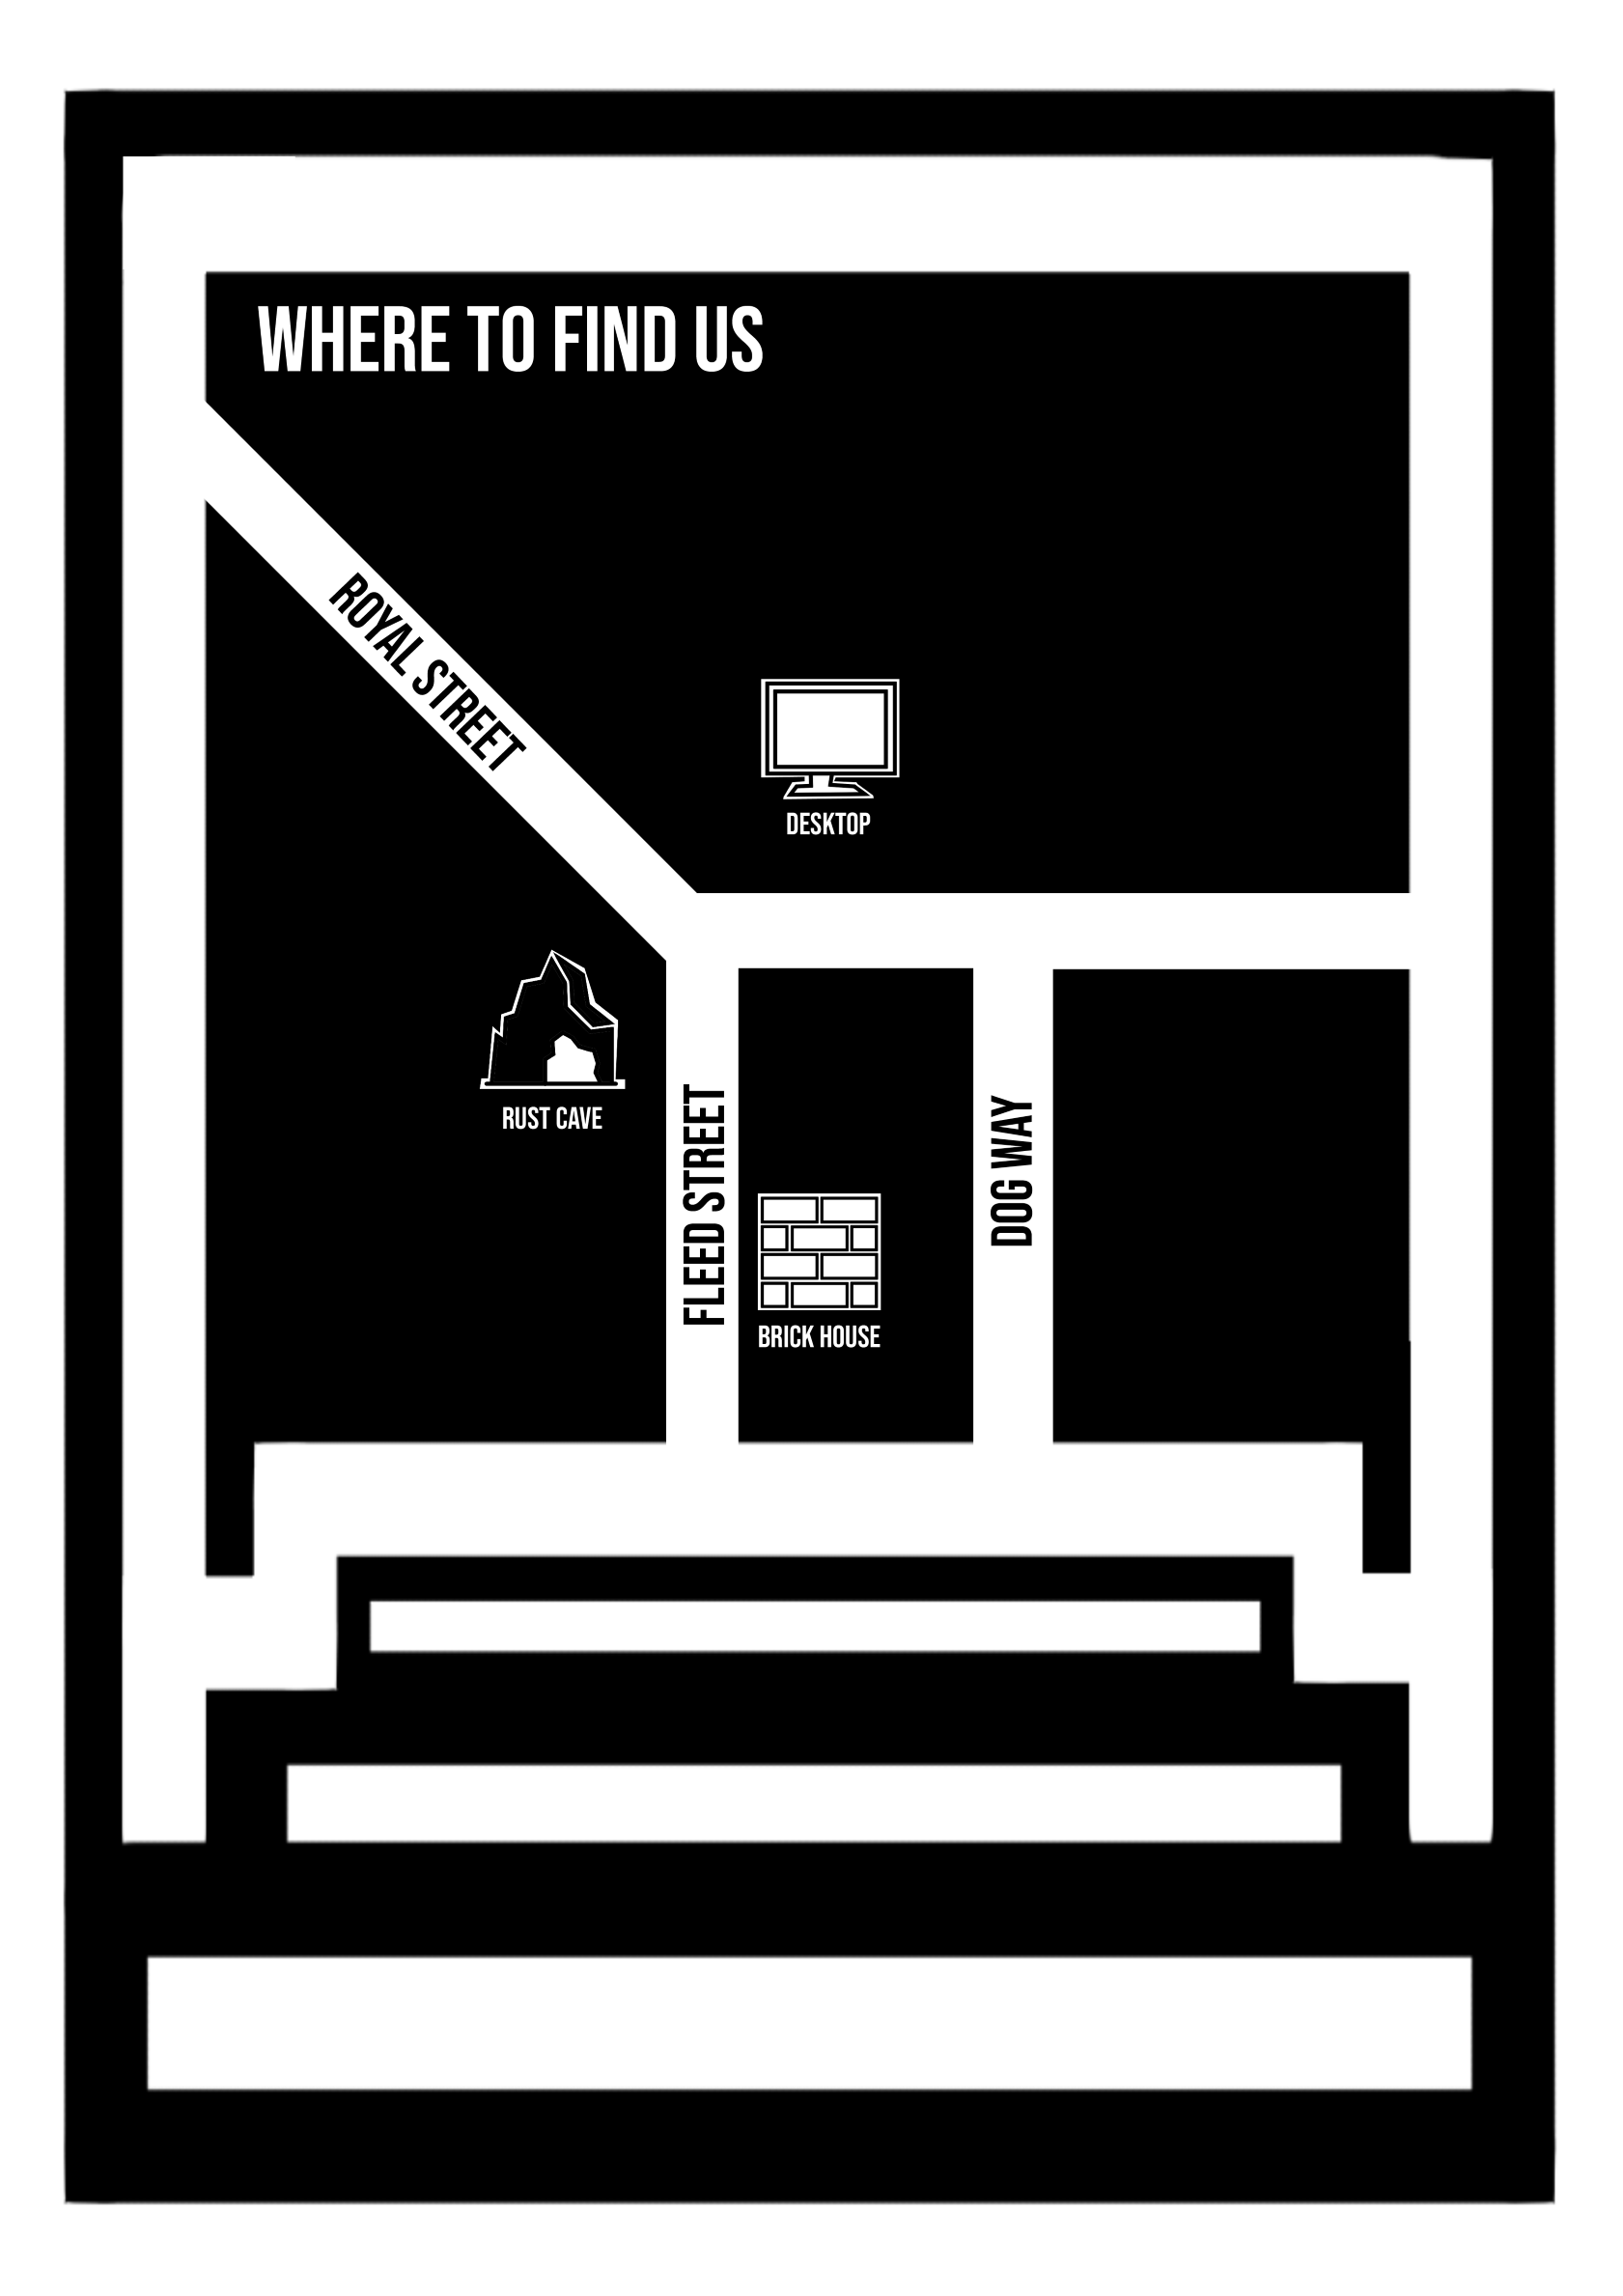 WHERE TO FIND US
ROYAL STREET
DESKTOP
RUST CAVE
FLEED STREET
DOG WAY
BRICK HOUSE